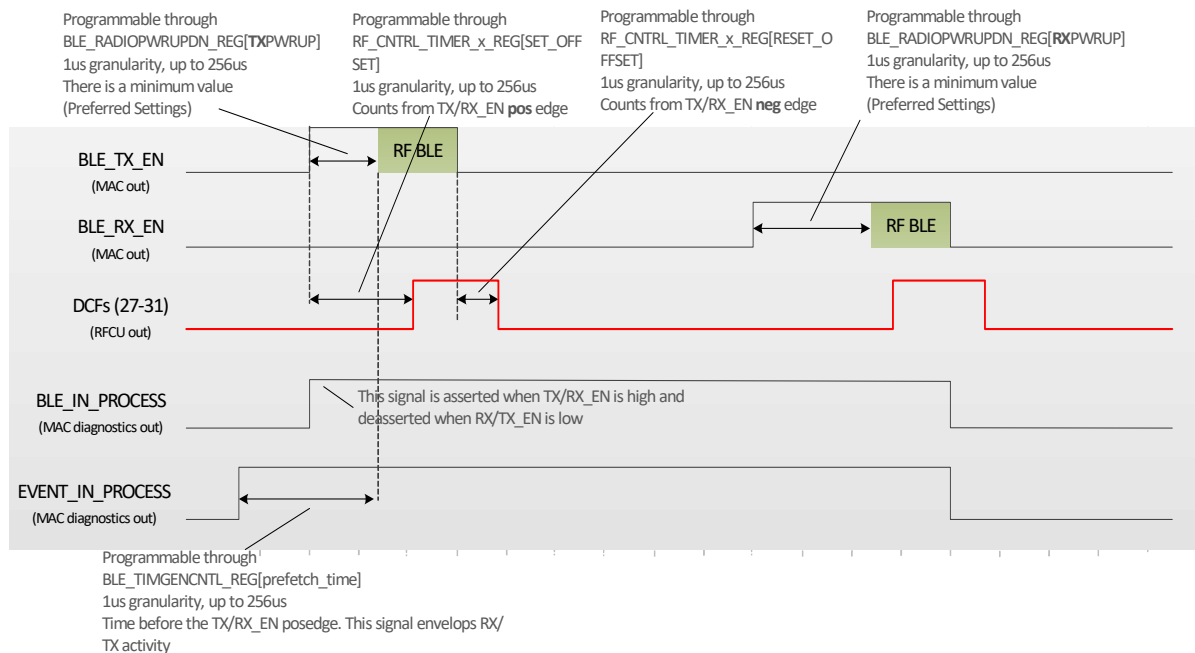 Programmable through
BLE_RADIOPWRUPDN_REG[TXPWRUP]
1us granularity, up to 256us
There is a minimum value
(Preferred Settings)
Programmable through
RF_CNTRL_TIMER_x_REG[SET_OFF
SET]
1us granularity, up to 256us
Counts from TX/RX_EN pos edge
Programmable through
RF_CNTRL_TIMER_x_REG[RESET_O
FFSET]
1us granularity, up to 256us
Counts from TX/RX_EN neg edge
Programmable through
BLE_RADIOPWRUPDN_REG[RXPWRUP]
1us granularity, up to 256us
There is a minimum value
(Preferred Settings)
BLE_TX_EN
(MAC out)
RF BLE
BLE_RX_EN
(MAC out)
RF BLE
DCFs (27-31)
(RFCU out)
BLE_IN_PROCESS
(MAC diagnostics out)
This signal is asserted when TX/RX_EN is high and
deasserted when RX/TX_EN is low
EVENT_IN_PROCESS
(MAC diagnostics out)
Programmable through
BLE_TIMGENCNTL_REG[prefetch_time]
1us granularity, up to 256us
Time before the TX/RX_EN posedge. This signal envelops RX/
TX activity